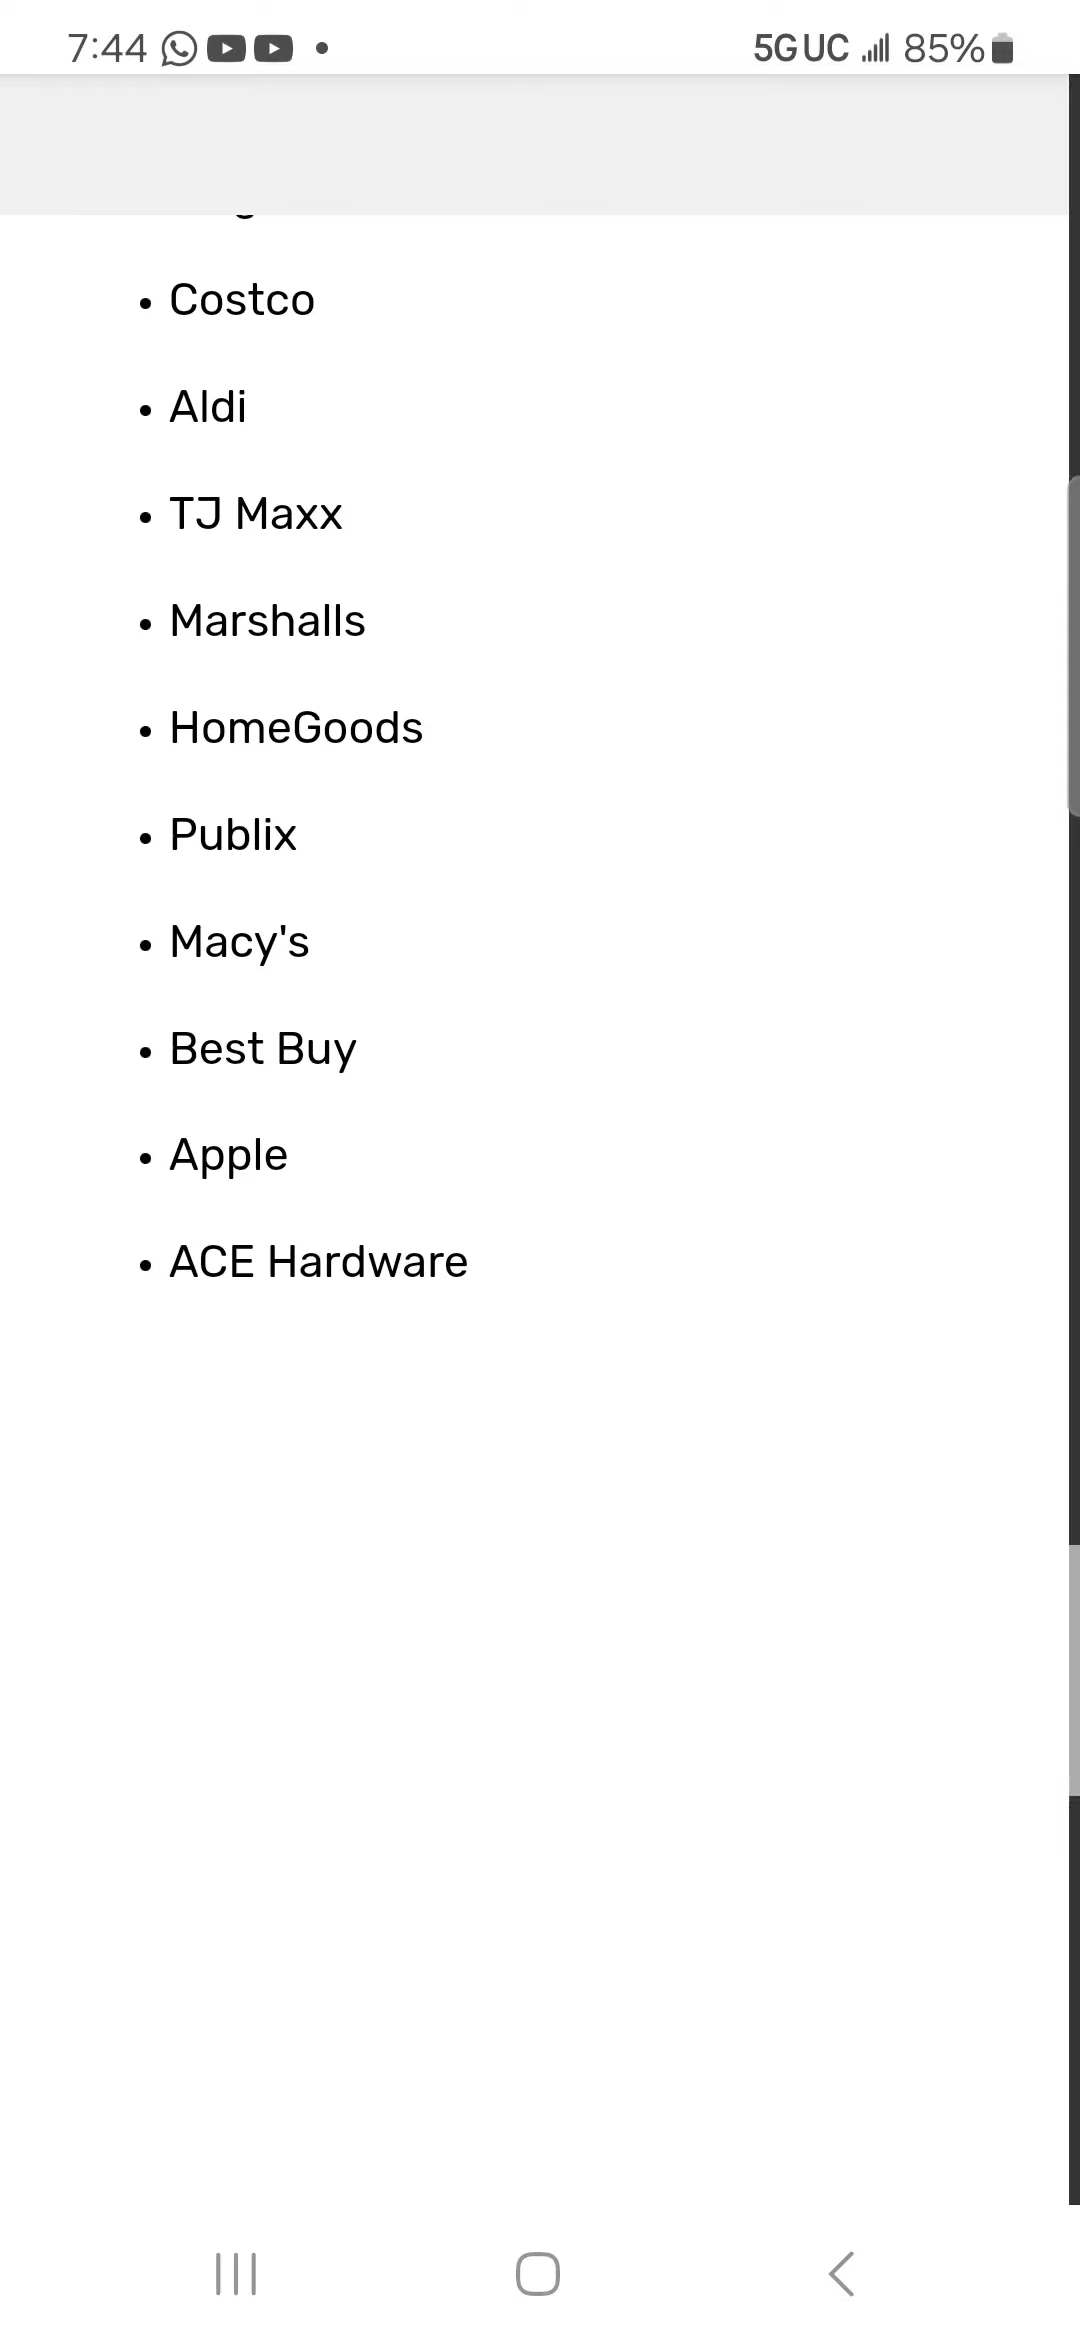 7:44 5G UC 85%
• Costco
• Aldi
• TJ Maxx
• Marshalls
• HomeGoods
• Publix
• Macy's
• Best Buy
• Apple
• ACE Hardware